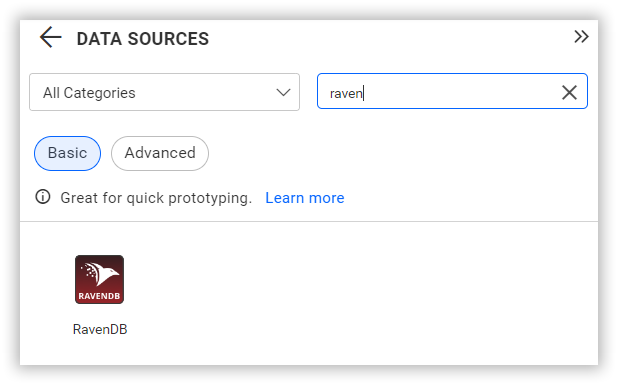 DATA SOURCES
All Categories
raven
Basic Advanced
Great for quick prototyping. Learn more
RAVENDB
RavenDB